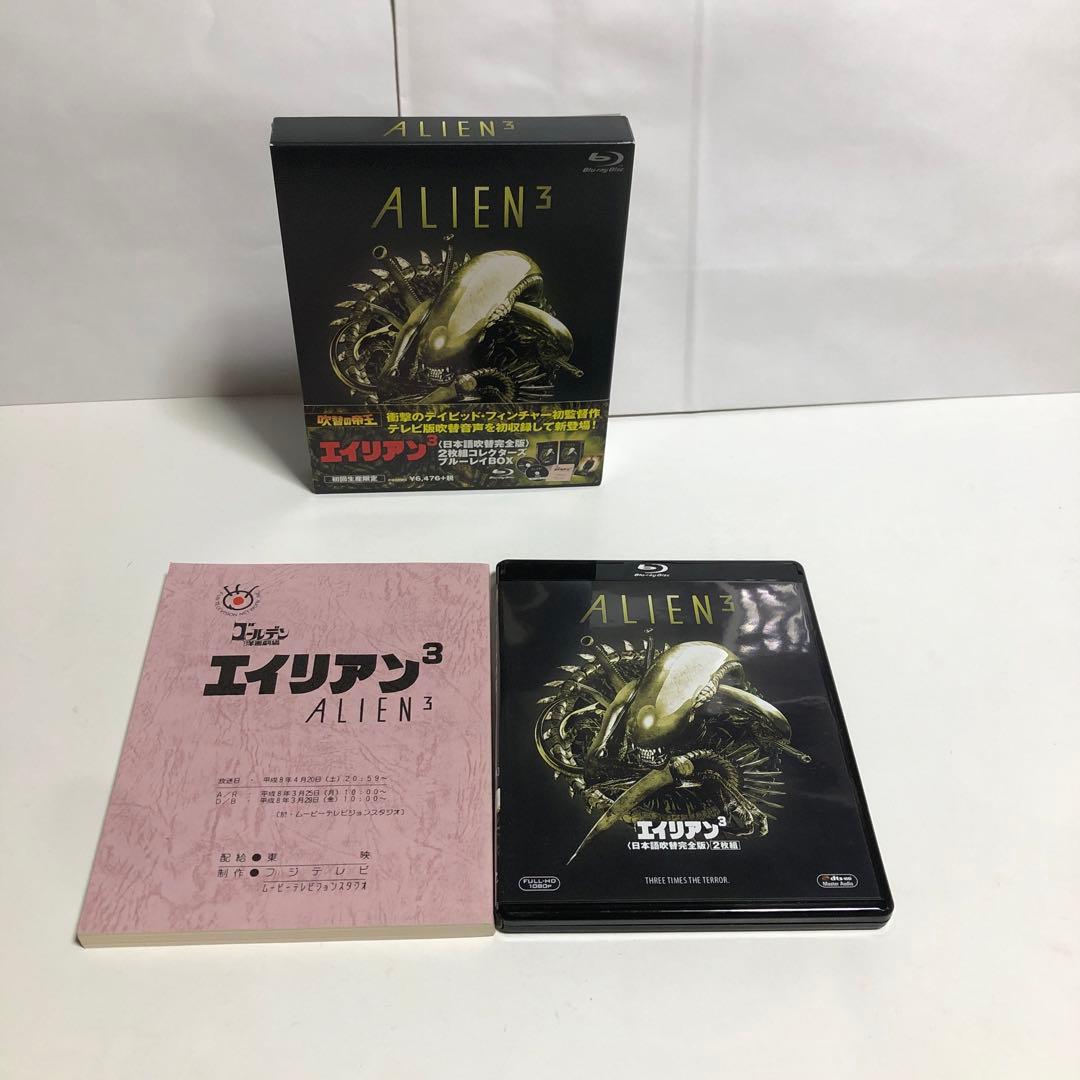 ALIEN³
Blu-ray Disc
ALIEN³
吹替の帝王
衝撃のデイビッド・フィンチャー初監督作
テレビ版吹替音声を初収録して新登場!
エイリアン³
〈日本語吹替完全版〉
2枚組コレクターズ
ブルーレイBOX
初回生産限定
¥6,476+税
FUJI TELEVISION NETWORK
ゴールデン
洋画劇場
エイリアン³
ALIEN³
放送日 ・ 平成8年4月20日(土)20:59~
A/R ・ 平成8年3月25日(月)10:00~
D/B ・ 平成8年3月29日(金)10:00~
(於・ムービーテレビジョンスタジオ)
配給●東 映
制作●フジテレビ
ムービーテレビジョンスタジオ
Blu-ray Disc
ALIEN³
エイリアン³
〈日本語吹替完全版〉2枚組
THREE TIMES THE TERROR.
FULL-HD
1080P
dts-HD
Master Audio